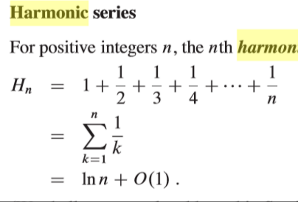 Harmonic series
For positive integers n, the nth harmon
H_n = 1 + 1/2 + 1/3 + 1/4 + ··· + 1/n
= ∑_{k=1}^{n} 1/k
= ln n + O(1) .